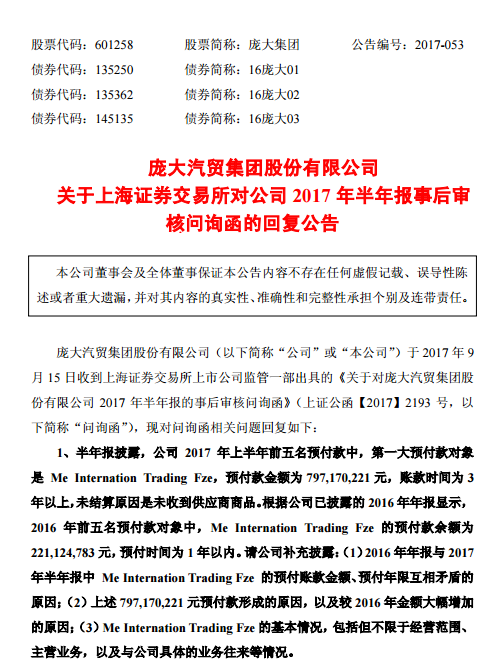 股票代码：601258 股票简称：庞大集团 公告编号：2017-053
债券代码：135250 债券简称：16庞大01
债券代码：135362 债券简称：16庞大02
债券代码：145135 债券简称：16庞大03
庞大汽贸集团股份有限公司
关于上海证券交易所对公司 2017 年半年报事后审
核问询函的回复公告
本公司董事会及全体董事保证本公告内容不存在任何虚假记载、误导性陈
述或者重大遗漏，并对其内容的真实性、准确性和完整性承担个别及连带责任。
庞大汽贸集团股份有限公司（以下简称“公司”或“本公司”）于 2017 年 9
月 15 日收到上海证券交易所上市公司监管一部出具的《关于对庞大汽贸集团股
份有限公司 2017 年半年报的事后审核问询函》（上证公函【2017】2193 号，以
下简称“问询函”），现对问询函相关问题回复如下：
1、半年报披露，公司 2017 年上半年前五名预付款中，第一大预付款对象
是 Me Internation Trading Fze，预付款金额为 797,170,221 元，账款时间为 3
年以上,未结算原因是未收到供应商商品。根据公司已披露的 2016 年年报显示，
2016 年前五名预付款对象中，Me Internation Trading Fze 的预付款余额为
221,124,783 元，预付时间为 1 年以内。请公司补充披露：（1）2016 年年报与 2017
年半年报中 Me Internation Trading Fze 的预付账款金额、预付年限互相矛盾的
原因；（2）上述 797,170,221 元预付款形成的原因，以及较 2016 年金额大幅增加
的原因；（3）Me Internation Trading Fze 的基本情况，包括但不限于经营范围、
主营业务，以及与公司具体的业务往来等情况。